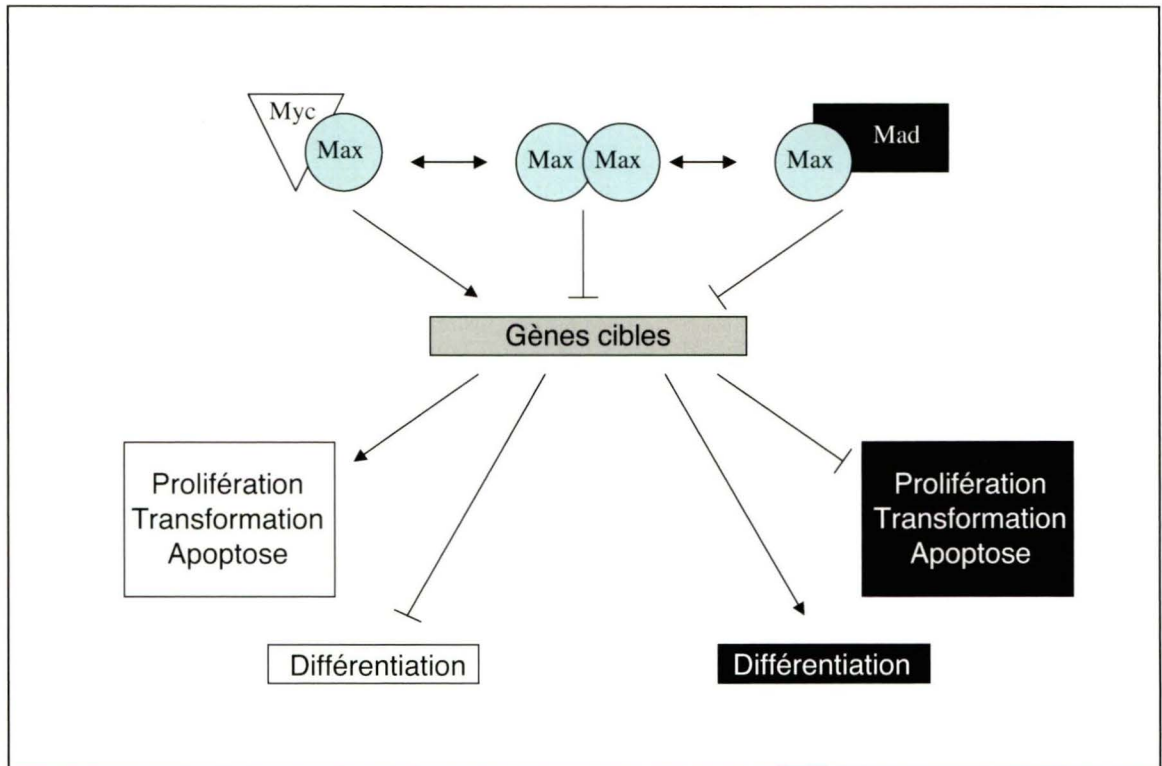 Myc
Max
Max
Max
Max
Mad
Gènes cibles
Prolifération
Transformation
Apoptose
Prolifération
Transformation
Apoptose
Différentiation
Différentiation